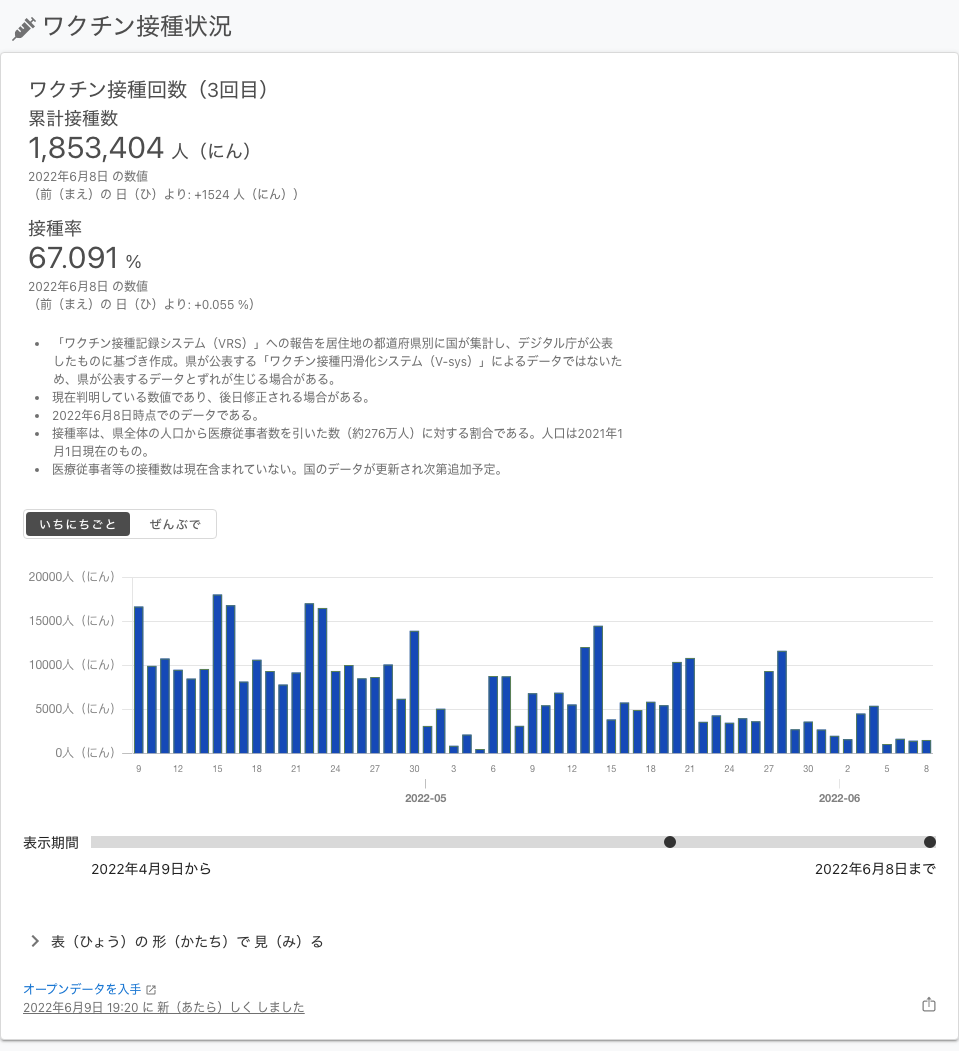 ワクチン接種状況
ワクチン接種回数（3回目）
累計接種数
1,853,404 人（にん）
2022年6月8日 の数値
（前（まえ）の 日（ひ）より: +1524 人（にん））
接種率
67.091 %
2022年6月8日 の数値
（前（まえ）の 日（ひ）より: +0.055 %）
• 「ワクチン接種記録システム（VRS）」への報告を居住地の都道府県別に国が集計し、デジタル庁が公表
したものに基づき作成。県が公表する「ワクチン接種円滑化システム（V-sys）」によるデータではないた
め、県が公表するデータとずれが生じる場合がある。
• 現在判明している数値であり、後日修正される場合がある。
• 2022年6月8日時点でのデータである。
• 接種率は、県全体の人口から医療従事者数を引いた数（約276万人）に対する割合である。人口は2021年1
月1日現在のもの。
• 医療従事者等の接種数は現在含まれていない。国のデータが更新され次第追加予定。
いちにちごと ぜんぶで
20000人（にん）
15000人（にん）
10000人（にん）
5000人（にん）
0人（にん）
9 12 15 18 21 24 27 30 3 6 9 12 15 18 21 24 27 30 2 5 8
2022-05 2022-06
表示期間
2022年4月9日から 2022年6月8日まで
表（ひょう）の 形（かたち）で 見（み）る
オープンデータを入手
2022年6月9日 19:20 に 新（あたら）しく しました